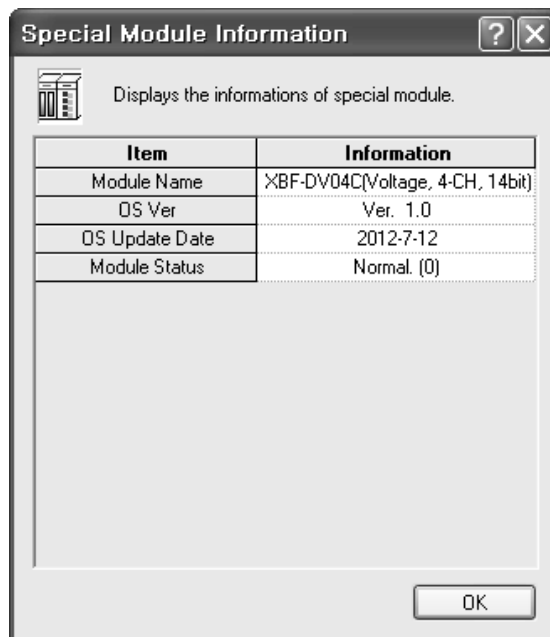 Special Module Information
Displays the informations of special module.
Item Information
Module Name XBF-DV04C(Voltage, 4-CH, 14bit)
OS Ver Ver. 1.0
OS Update Date 2012-7-12
Module Status Normal. (0)
OK